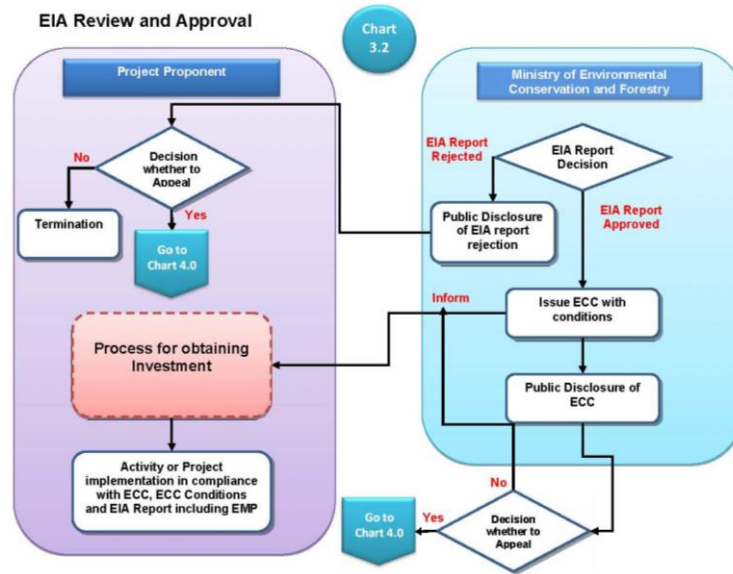 EIA Review and Approval
Chart
3.2
Project Proponent
Ministry of Environmental
Conservation and Forestry
No
Decision
whether to
Appeal
EIA Report
Rejected
EIA Report
Decision
Termination
Yes
Public Disclosure
of EIA report
rejection
EIA Report
Approved
Go to
Chart 4.0
Inform
Issue ECC with
conditions
Process for obtaining
Investment
Public Disclosure of
ECC
Activity or Project
implementation in compliance
with ECC, ECC Conditions
and EIA Report including EMP
No
Go to
Chart 4.0
Yes
Decision
whether to
Appeal